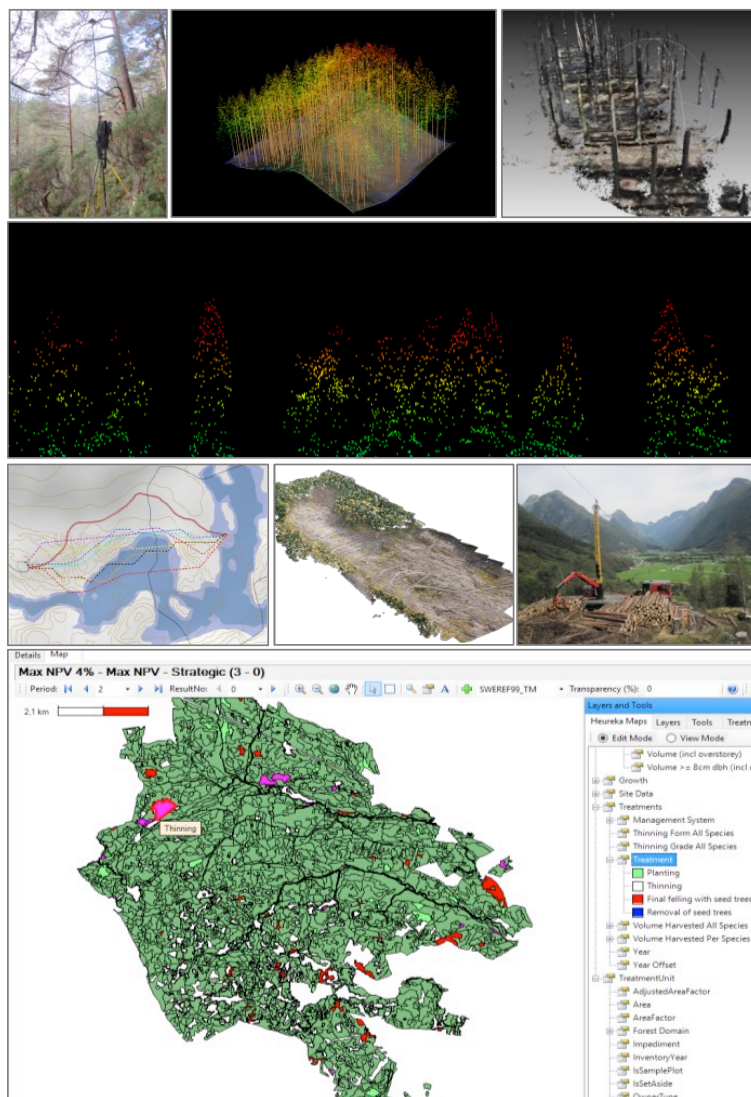 Details Map
Max NPV 4% - Max NPV - Strategic (3 - 0)
Period: 2 ResultNo: 0 A SWEREF99_TM Transparency (%): 0
2.1 km
Thinning
Layers and Tools
Heureka Maps Layers Tools
Edit Mode View Mode
Volume (incl overstorey)
Volume >= 8cm dbh (incl
Growth
Site Data
Treatments
Management System
Thinning Form All Species
Thinning Grade All Species
Treatment
Planting
Thinning
Final felling with seed trees
Removal of seed trees
Volume Harvested All Species
Volume Harvested Per Species
Year
Year Offset
TreatmentUnit
AdjustedAreaFactor
Area
AreaFactor
Forest Domain
Impediment
InventoryYear
IsSamplePlot
IsSetAside